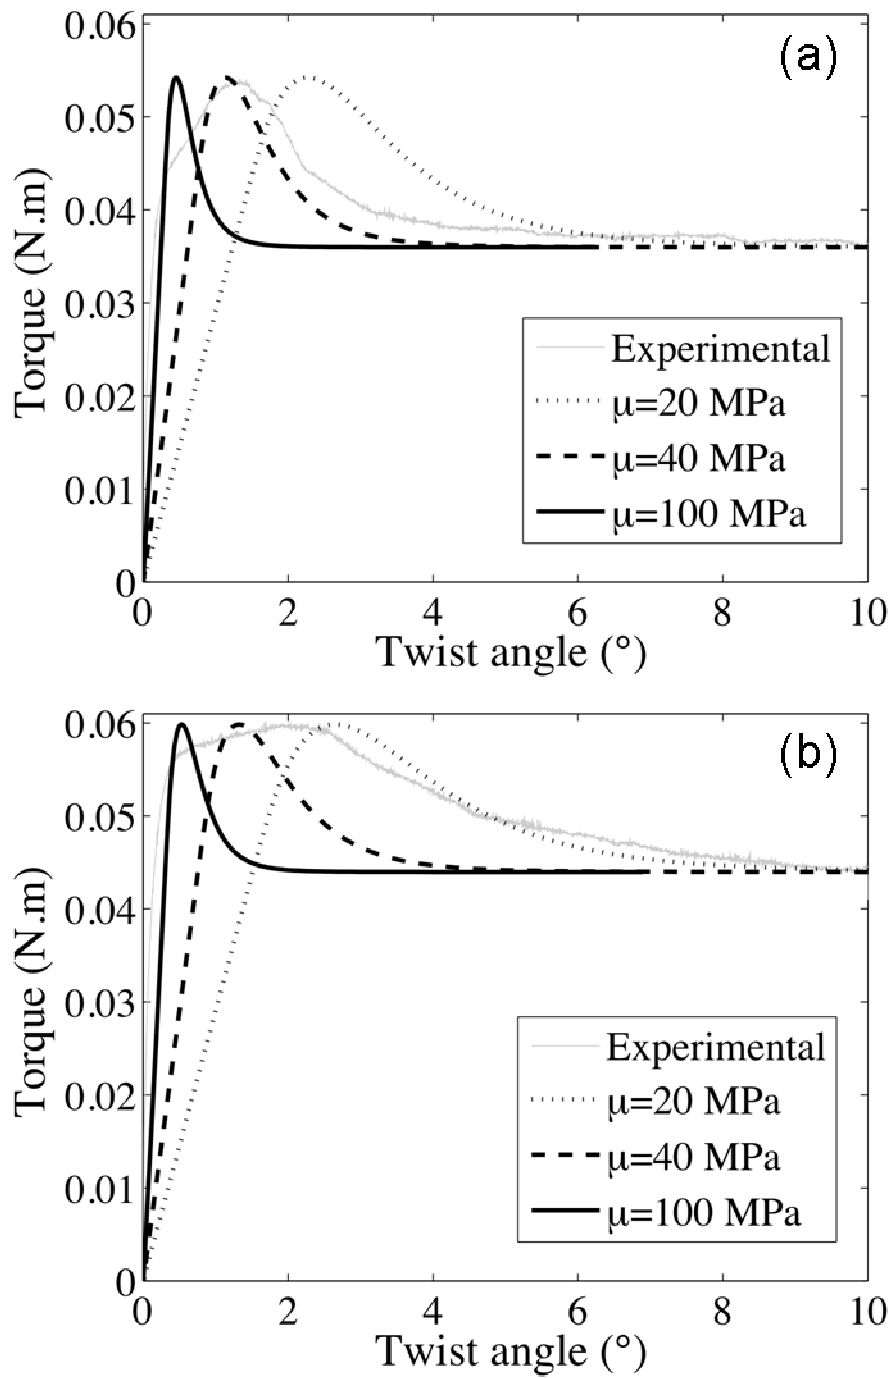 (a)
Torque (N.m)
0.06
0.05
0.04
0.03
0.02
0.01
0
Experimental
μ=20 MPa
μ=40 MPa
μ=100 MPa
0 2 4 6 8 10
Twist angle (°)
(b)
Torque (N.m)
0.06
0.05
0.04
0.03
0.02
0.01
0
Experimental
μ=20 MPa
μ=40 MPa
μ=100 MPa
0 2 4 6 8 10
Twist angle (°)